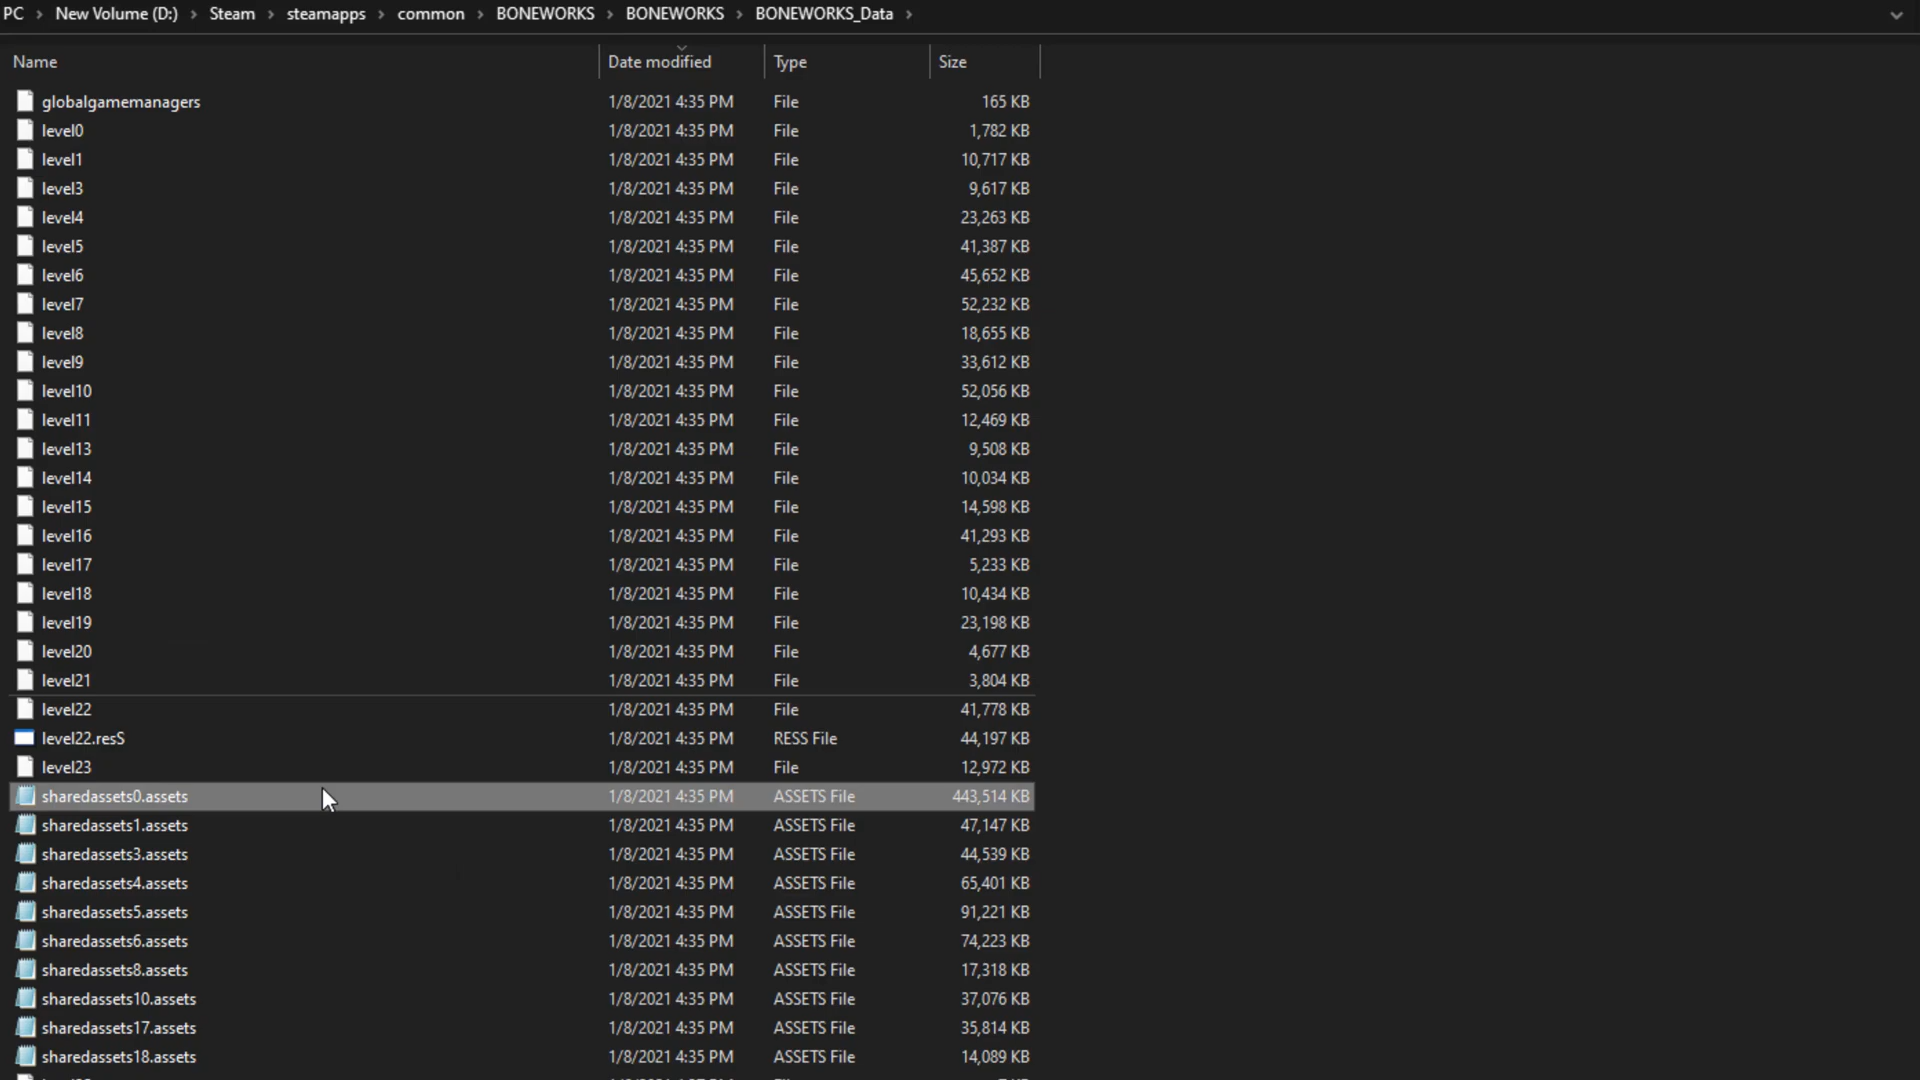 PC > New Volume (D:) > Steam > steamapps > common > BONEWORKS > BONEWORKS > BONEWORKS_Data >
Name Date modified Type Size
globalgamemanagers 1/8/2021 4:35 PM File 165 KB
level0 1/8/2021 4:35 PM File 1,782 KB
level1 1/8/2021 4:35 PM File 10,717 KB
level3 1/8/2021 4:35 PM File 9,617 KB
level4 1/8/2021 4:35 PM File 23,263 KB
level5 1/8/2021 4:35 PM File 41,387 KB
level6 1/8/2021 4:35 PM File 45,652 KB
level7 1/8/2021 4:35 PM File 52,232 KB
level8 1/8/2021 4:35 PM File 18,655 KB
level9 1/8/2021 4:35 PM File 33,612 KB
level10 1/8/2021 4:35 PM File 52,056 KB
level11 1/8/2021 4:35 PM File 12,469 KB
level13 1/8/2021 4:35 PM File 9,508 KB
level14 1/8/2021 4:35 PM File 10,034 KB
level15 1/8/2021 4:35 PM File 14,598 KB
level16 1/8/2021 4:35 PM File 41,293 KB
level17 1/8/2021 4:35 PM File 5,233 KB
level18 1/8/2021 4:35 PM File 10,434 KB
level19 1/8/2021 4:35 PM File 23,198 KB
level20 1/8/2021 4:35 PM File 4,677 KB
level21 1/8/2021 4:35 PM File 3,804 KB
level22 1/8/2021 4:35 PM File 41,778 KB
level22.resS 1/8/2021 4:35 PM RESS File 44,197 KB
level23 1/8/2021 4:35 PM File 12,972 KB
sharedassets0.assets 1/8/2021 4:35 PM ASSETS File 443,514 KB
sharedassets1.assets 1/8/2021 4:35 PM ASSETS File 47,147 KB
sharedassets3.assets 1/8/2021 4:35 PM ASSETS File 44,539 KB
sharedassets4.assets 1/8/2021 4:35 PM ASSETS File 65,401 KB
sharedassets5.assets 1/8/2021 4:35 PM ASSETS File 91,221 KB
sharedassets6.assets 1/8/2021 4:35 PM ASSETS File 74,223 KB
sharedassets8.assets 1/8/2021 4:35 PM ASSETS File 17,318 KB
sharedassets10.assets 1/8/2021 4:35 PM ASSETS File 37,076 KB
sharedassets17.assets 1/8/2021 4:35 PM ASSETS File 35,814 KB
sharedassets18.assets 1/8/2021 4:35 PM ASSETS File 14,089 KB